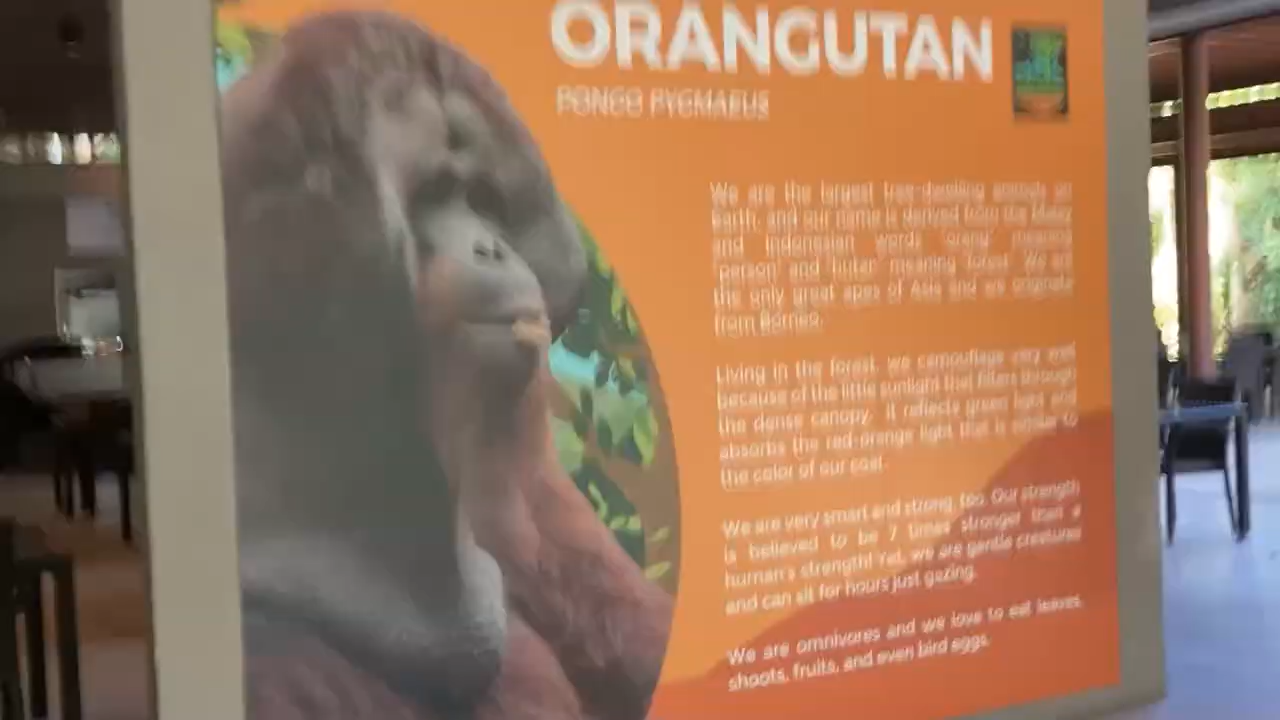 ORANGUTAN
PONGO PYGMAEUS
We are the largest tree-dwelling animals on
Earth, and our name is derived from the Malay
and Indonesian words 'orang' meaning
'person' and 'hutan' meaning 'forest'. We are
the only great apes of Asia and we originate
from Borneo.
Living in the forest, we camouflage very well
because of the little sunlight that filters through
the dense canopy. It reflects green light and
absorbs the red-orange light that is similar to
the color of our coat.
We are very smart and strong, too. Our strength
is believed to be 7 times stronger than a
human's strength! Yet, we are gentle creatures
and can sit for hours just gazing.
We are omnivores and we love to eat leaves,
shoots, fruits, and even bird eggs.